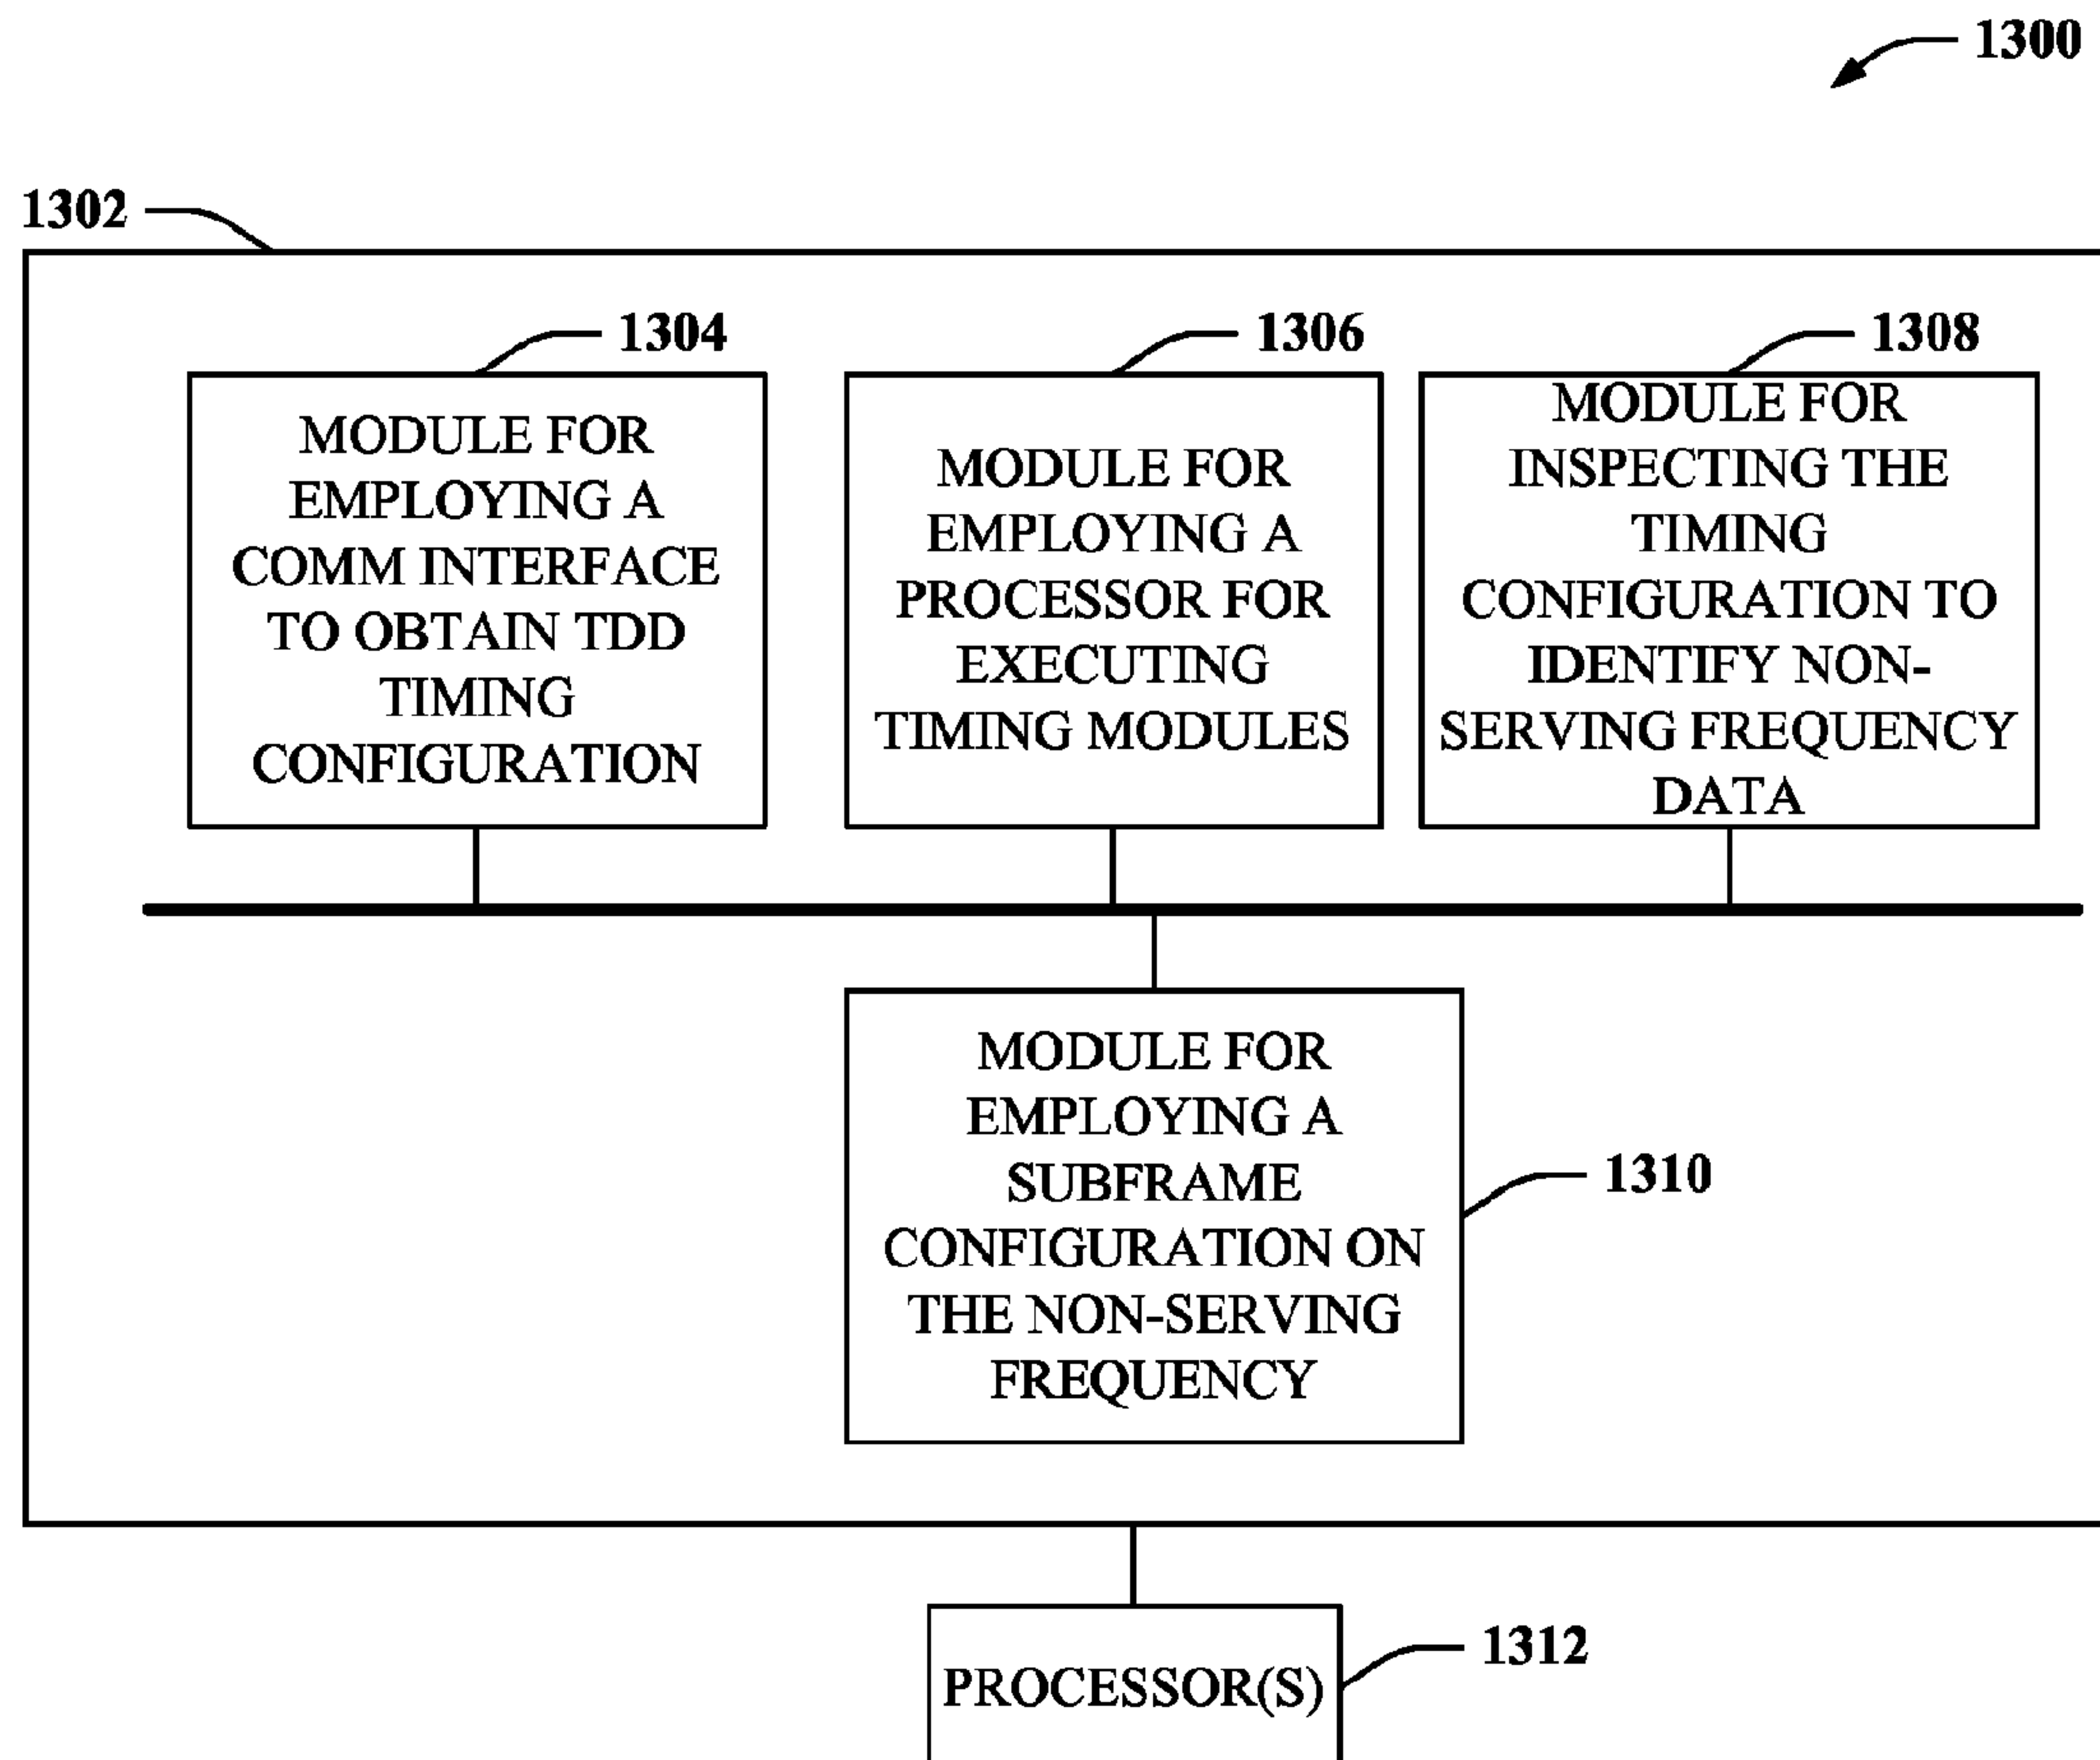 1300
1302
1304
1306
1308
MODULE FOR
EMPLOYING A
COMM INTERFACE
TO OBTAIN TDD
TIMING
CONFIGURATION
MODULE FOR
EMPLOYING A
PROCESSOR FOR
EXECUTING
TIMING MODULES
MODULE FOR
INSPECTING THE
TIMING
CONFIGURATION TO
IDENTIFY NON-
SERVING FREQUENCY
DATA
MODULE FOR
EMPLOYING A
SUBFRAME
CONFIGURATION ON
THE NON-SERVING
FREQUENCY
1310
PROCESSOR(S)
1312